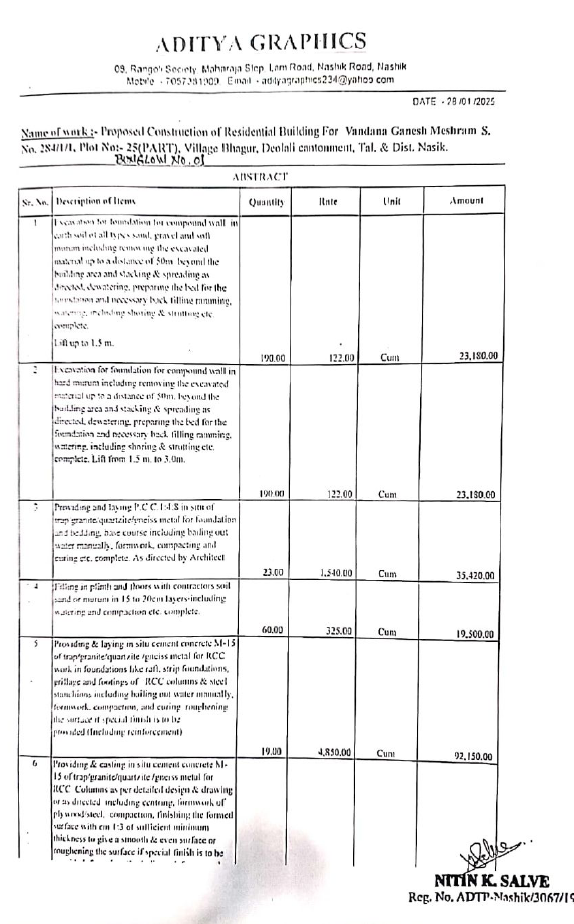 ADITYA GRAPHICS
09, Rangoli Society, Maharaja Stop, Lam Road, Nashik Road, Nashik
Mobile - 7057281909 Email - adityagraphics234@yahoo.com
DATE - 28/01/2025
Name of work :- Proposed Construction of Residential Building For Vandana Ganesh Meshram S.
No. 284/1/1, Plot No:- 25(PART), Village Bhagur, Deolali cantonment, Tal. & Dist. Nasik.
BUNGLOW NO. 01
ABSTRACT
Sr. No. Description of Items Quantity Rate Unit Amount
1 Excavation for foundation for compound wall in
earth soil of all types sand, gravel and soft
murum including removing the excavated
material up to a distance of 50m. beyond the
building area and stacking & spreading as
directed, dewatering, preparing the bed for the
foundation and necessary back filling ramming,
watering, including shoring & strutting etc.
complete.
Lift up to 1.5 m.
190.00 122.00 Cum 23,180.00
2 Excavation for foundation for compound wall in
hard murum including removing the excavated
material up to a distance of 50m. beyond the
building area and stacking & spreading as
directed, dewatering, preparing the bed for the
foundation and necessary back filling ramming,
watering, including shoring & strutting etc.
complete. Lift from 1.5 m. to 3.0m.
190.00 122.00 Cum 23,180.00
3 Providing and laying P.C.C. 1:4:8 in situ of
trap/granite/quartzite/gneiss metal for foundation
and bedding, base course including bailing out
water manually, formwork, compacting and
curing etc. complete. As directed by Architect
23.00 1,540.00 Cum 35,420.00
4 Filling in plinth and floors with contractors soil
sand or murum in 15 to 20cm layers-including
watering and compaction etc. complete.
60.00 325.00 Cum 19,500.00
5 Providing & laying in situ cement concrete M-15
of trap/granite/quartzite/gneiss metal for RCC
work in foundations like raft, strip foundations,
grillage and footings of RCC columns & steel
stanchions including bailing out water manually,
formwork, compaction, and curing roughening
the surface if special finish is to be
provided (Including reinforcement)
19.00 4,850.00 Cum 92,150.00
6 Providing & casting in situ cement concrete M-
15 of trap/granite/quartzite/gneiss metal for
RCC Columns as per detailed design & drawing
or as directed including centring, formwork of
plywood/steel, compaction, finishing the formed
surface with cm 1:3 of sufficient minimum
thickness to give a smooth & even surface or
roughening the surface if special finish is to be
NITIN K. SALVE
Reg. No. ADTP-Nashik/3067/19